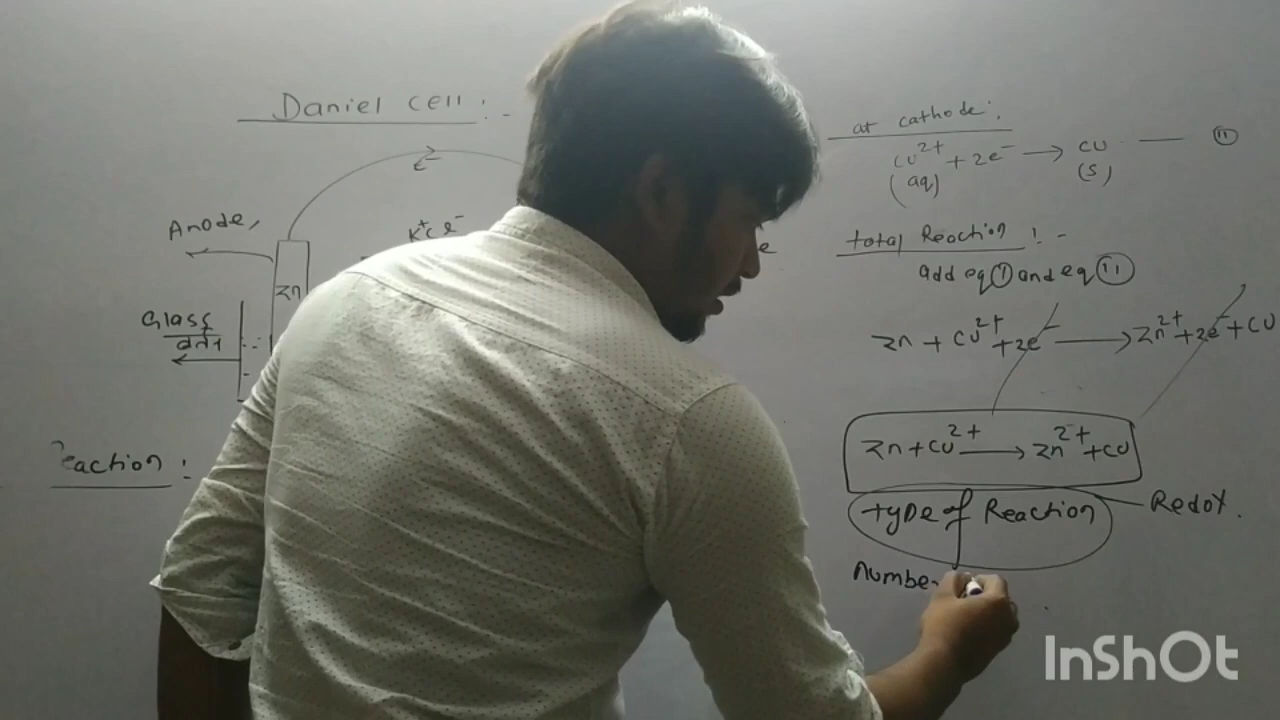 Daniel Cell :-
e⁻
Anode,
K⁺Cl⁻
Zn
Glass
बर्तन
Reaction :
at cathode:
Cu²⁺ + 2e⁻ → Cu — (II)
(aq) (s)
total Reaction :-
add eq (I) and eq (II)
Zn + Cu²⁺ + 2e⁻ → Zn²⁺ + 2e⁻ + Cu
Zn + Cu²⁺ → Zn²⁺ + Cu
type of Reaction — Redox.
number
InShOt